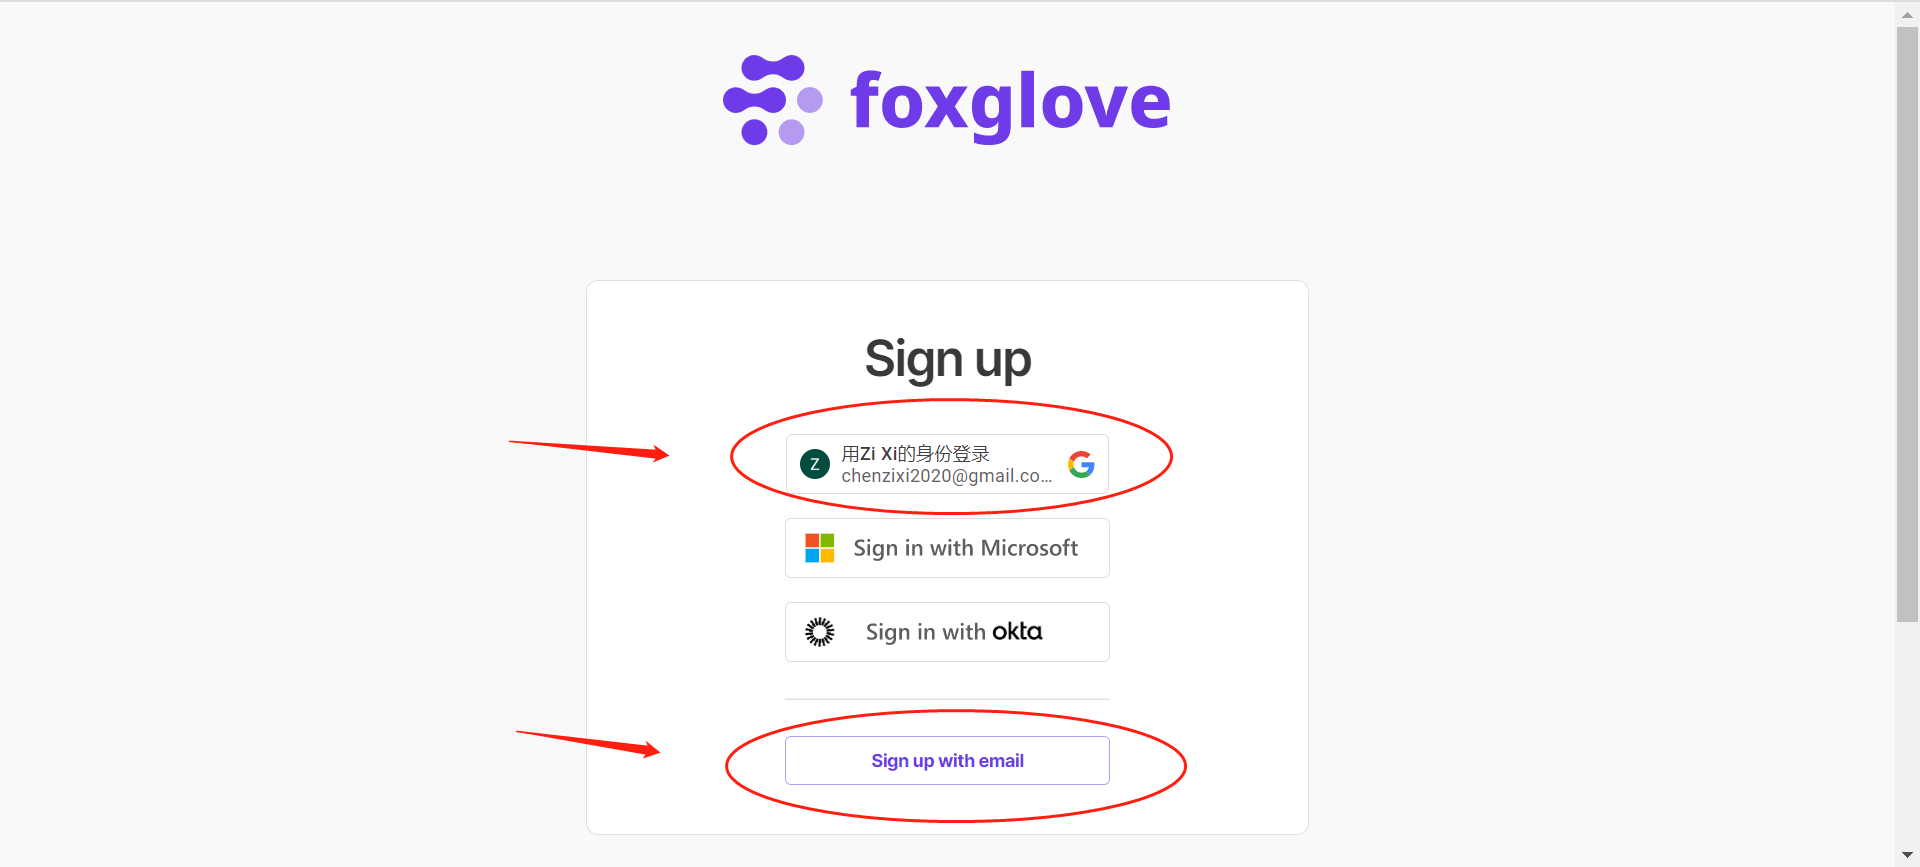 foxglove
Sign up
Z
用Zi Xi的身份登录
chenzixi2020@gmail.co...
Sign in with Microsoft
Sign in with okta
Sign up with email